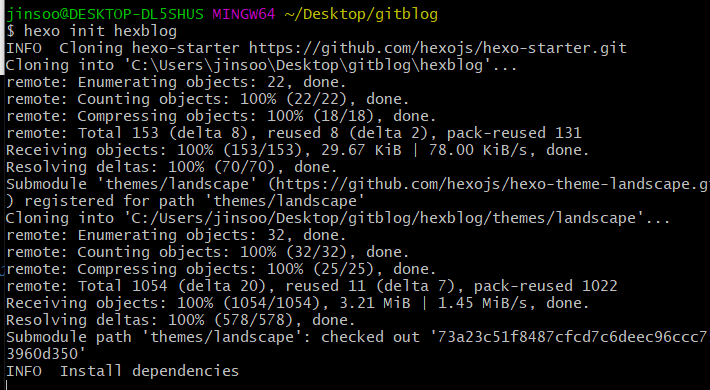 jinsoo@DESKTOP-DL5SHUS MINGW64 ~/Desktop/gitblog
$ hexo init hexblog
INFO  Cloning hexo-starter https://github.com/hexojs/hexo-starter.git
Cloning into 'C:\Users\jinsoo\Desktop\gitblog\hexblog'...
remote: Enumerating objects: 22, done.
remote: Counting objects: 100% (22/22), done.
remote: Compressing objects: 100% (18/18), done.
remote: Total 153 (delta 8), reused 8 (delta 2), pack-reused 131
Receiving objects: 100% (153/153), 29.67 KiB | 78.00 KiB/s, done.
Resolving deltas: 100% (70/70), done.
Submodule 'themes/landscape' (https://github.com/hexojs/hexo-theme-landscape.gi
) registered for path 'themes/landscape'
Cloning into 'C:/Users/jinsoo/Desktop/gitblog/hexblog/themes/landscape'...
remote: Enumerating objects: 32, done.
remote: Counting objects: 100% (32/32), done.
remote: Compressing objects: 100% (25/25), done.
remote: Total 1054 (delta 20), reused 11 (delta 7), pack-reused 1022
Receiving objects: 100% (1054/1054), 3.21 MiB | 1.45 MiB/s, done.
Resolving deltas: 100% (578/578), done.
Submodule path 'themes/landscape': checked out '73a23c51f8487cfcd7c6deec96ccc7
3960d350'
INFO  Install dependencies